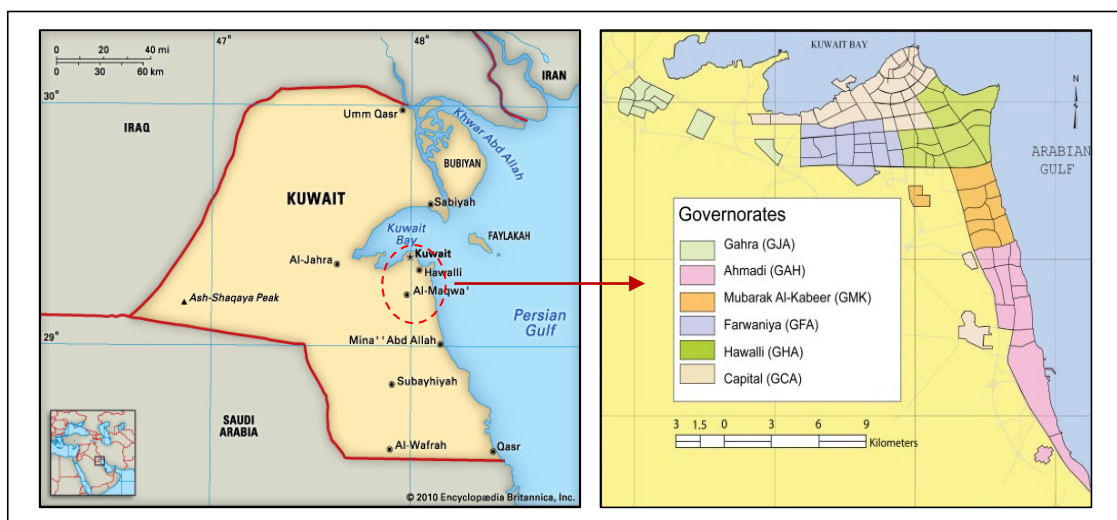 47°
48°
0 20 40 mi
0 30 60 km
IRAN
30°
Umm Qasr
IRAQ
Khwar Abd Allah
BUBIYAN
KUWAIT
Sabiyah
Kuwait
Bay
FAYLAKAH
Kuwait
Al-Jahra
Hawalli
Al-Maqwa'
Ash-Shaqaya Peak
Persian
Gulf
29°
Mina' 'Abd Allah
Subayhiyah
SAUDI
ARABIA
Al-Wafrah
Qasr
© 2010 Encyclopædia Britannica, Inc.
KUWAIT BAY
N
ARABIAN
GULF
Governorates
Gahra (GJA)
Ahmadi (GAH)
Mubarak Al-Kabeer (GMK)
Farwaniya (GFA)
Hawalli (GHA)
Capital (GCA)
3 1.5 0 3 6 9
Kilometers